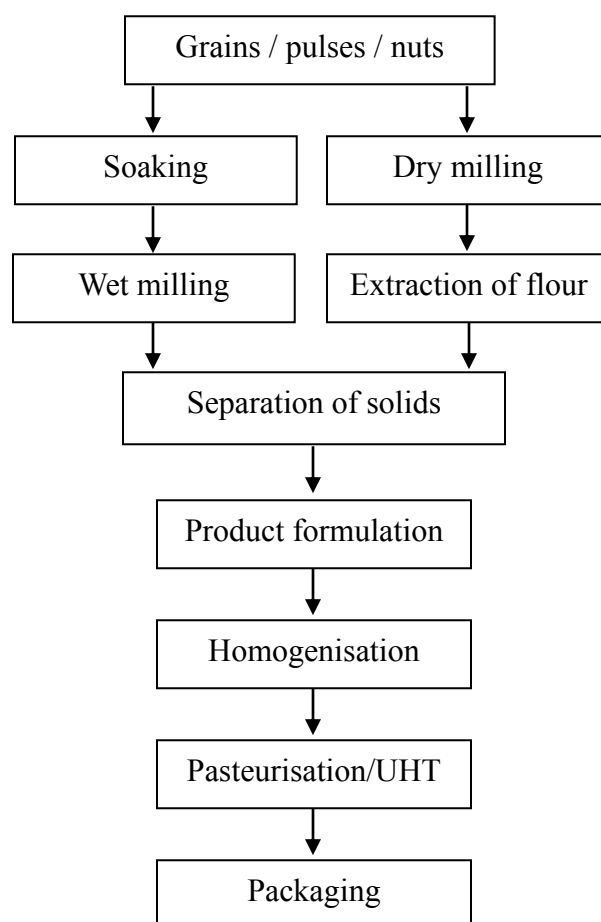 Grains / pulses / nuts
Soaking
Dry milling
Wet milling
Extraction of flour
Separation of solids
Product formulation
Homogenisation
Pasteurisation/UHT
Packaging